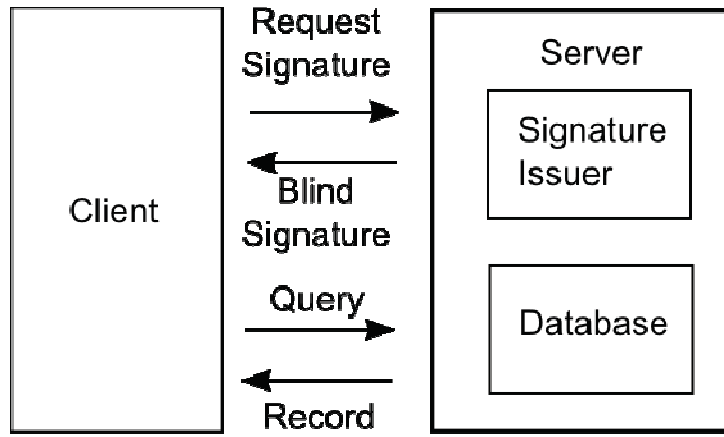 Client
Request
Signature
Blind
Signature
Query
Record
Server
Signature
Issuer
Database